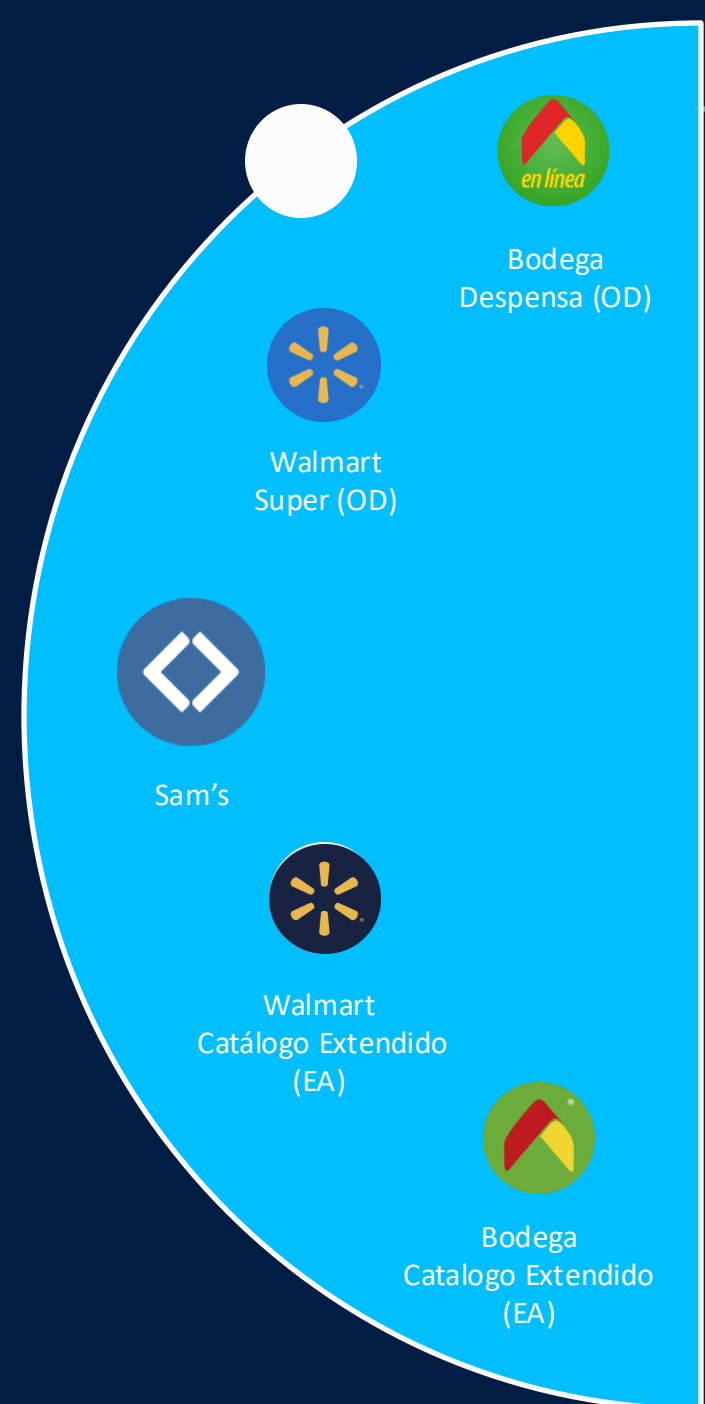 en línea
Bodega
Despensa (OD)
Walmart
Super (OD)
Sam’s
Walmart
Catálogo Extendido
(EA)
Bodega
Catalogo Extendido
(EA)